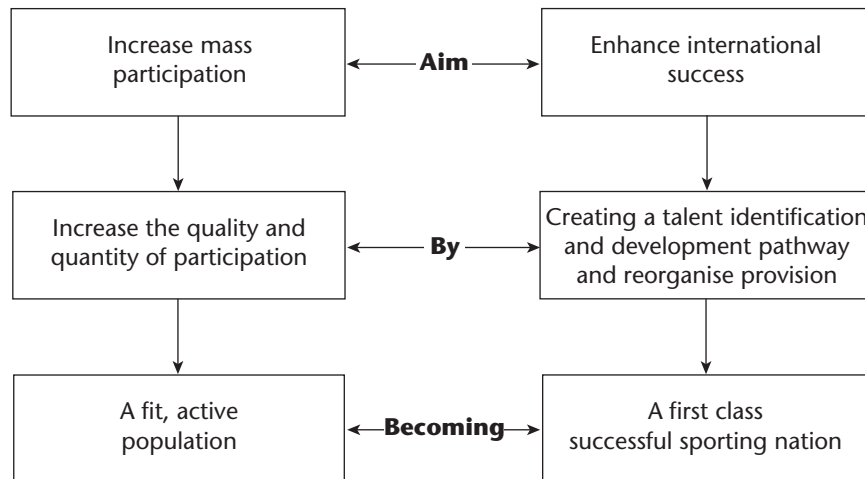 Increase mass
participation
Aim
Enhance international
success
Increase the quality and
quantity of participation
By
Creating a talent identification
and development pathway
and reorganise provision
A fit, active
population
Becoming
A first class
successful sporting nation